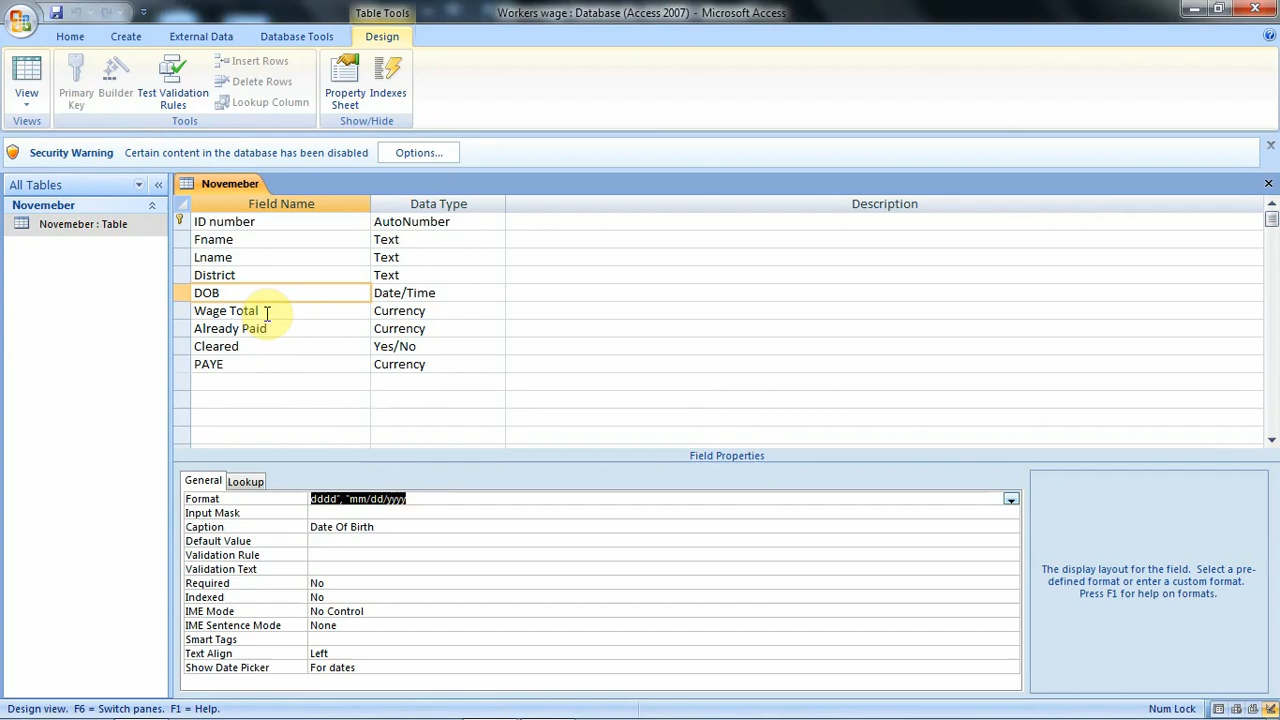 Table Tools
Workers wage : Database (Access 2007) - Microsoft Access
Home
Create
External Data
Database Tools
Design
View
Primary Key
Builder
Test Validation Rules
Insert Rows
Delete Rows
Lookup Column
Property Sheet
Indexes
Views
Tools
Show/Hide
Security Warning
Certain content in the database has been disabled
Options...
All Tables
Novemeber
Novemeber : Table
Novemeber
Field Name
Data Type
Description
ID number
AutoNumber
Fname
Text
Lname
Text
District
Text
DOB
Date/Time
Wage Total
Currency
Already Paid
Currency
Cleared
Yes/No
PAYE
Currency
Field Properties
General
Lookup
Format
dddd", "mm/dd/yyyy
Input Mask
Caption
Date Of Birth
Default Value
Validation Rule
Validation Text
Required
No
Indexed
No
IME Mode
No Control
IME Sentence Mode
None
Smart Tags
Text Align
Left
Show Date Picker
For dates
The display layout for the field. Select a pre-
defined format or enter a custom format.
Press F1 for help on formats.
Design view. F6 = Switch panes. F1 = Help.
Num Lock